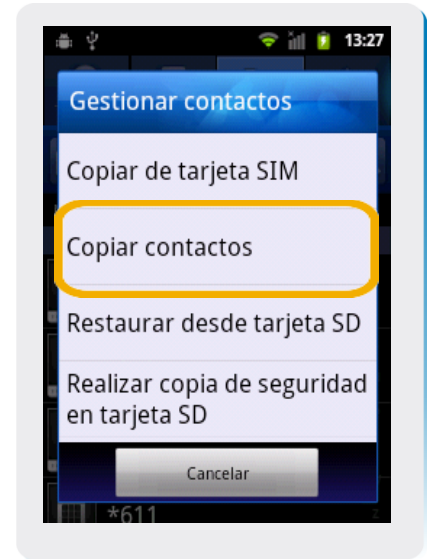 13:27
Gestionar contactos
Copiar de tarjeta SIM
Copiar contactos
Restaurar desde tarjeta SD
Realizar copia de seguridad
en tarjeta SD
Cancelar
*611
z